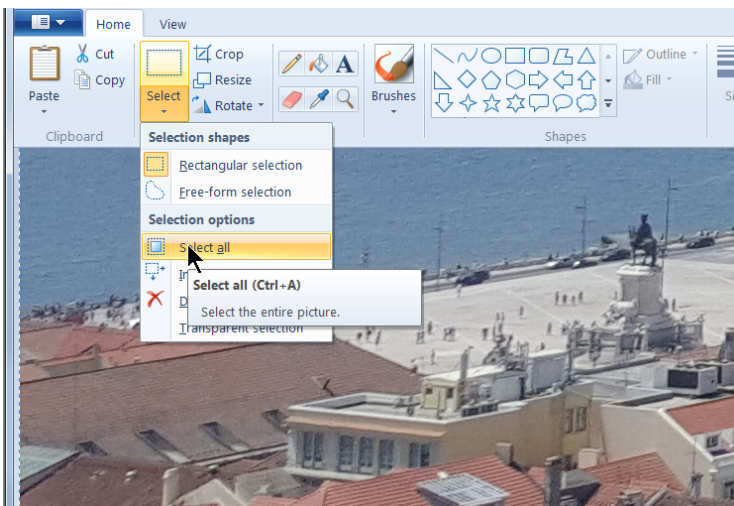 Home
View
Cut
Copy
Paste
Clipboard
Select
Crop
Resize
Rotate
A
Brushes
Shapes
Outline
Fill
Selection shapes
Rectangular selection
Free-form selection
Selection options
Select all
Select all (Ctrl+A)
Select the entire picture.
Transparent selection